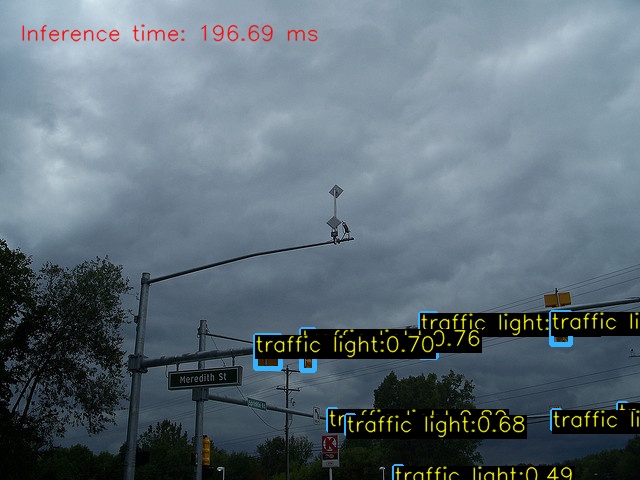 Inference time: 196.69 ms
traffic light:
traffic li
traffic light:0.70
0.76
Meredith St
traffic light:0.68
traffic li
K
traffic light:0.49